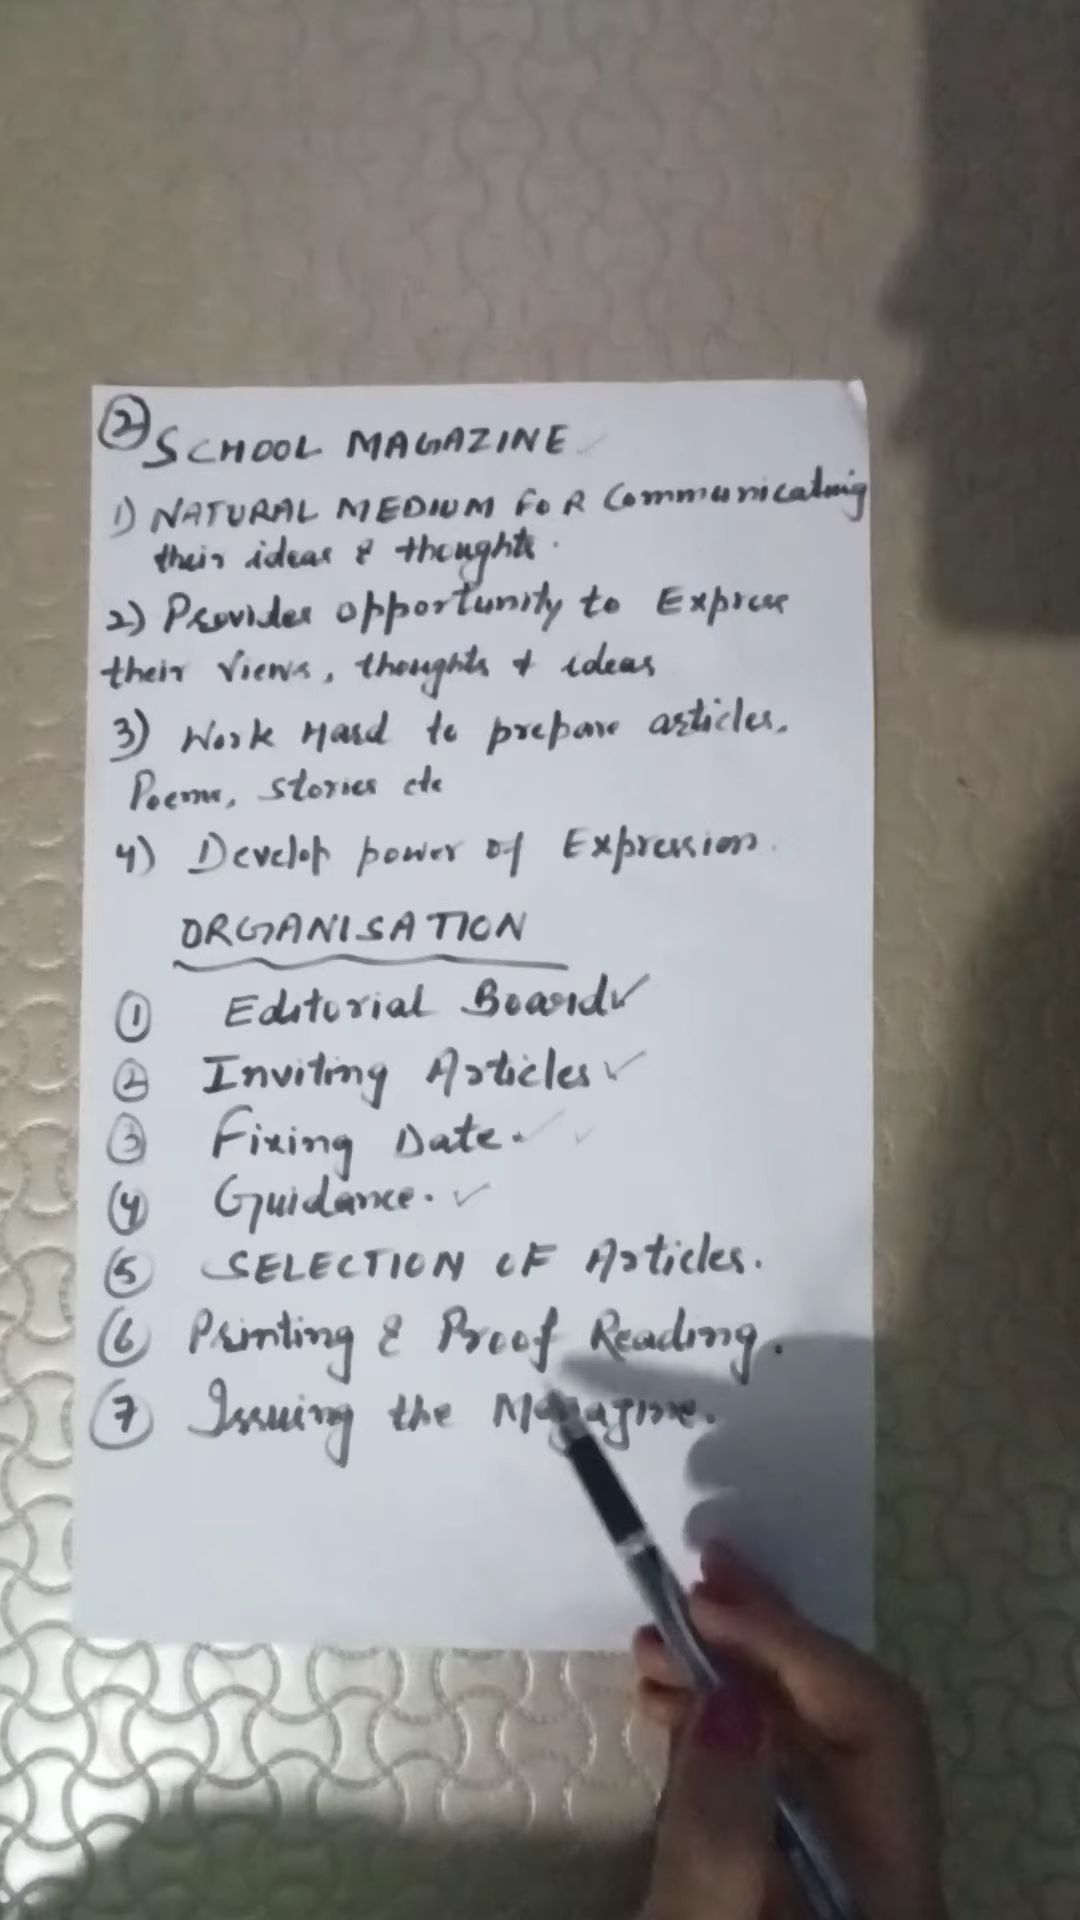 ② SCHOOL MAGAZINE
1) NATURAL MEDIUM FOR Communicating
their ideas & thoughts.
2) Provides opportunity to Express
their Views, thoughts & ideas
3) Work Hard to prepare articles,
Poems, stories etc
4) Develop power of Expression.
ORGANISATION
① Editorial Board✓
② Inviting Articles ✓
③ Fixing Date. ✓
④ Guidance. ✓
⑤ SELECTION OF Articles.
⑥ Printing & Proof Reading.
⑦ Issuing the Magazine.